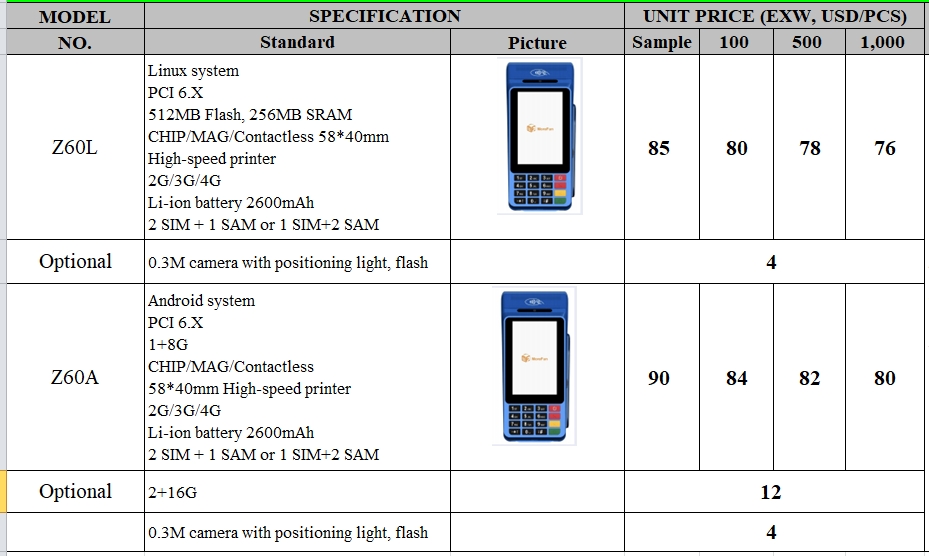 MODEL SPECIFICATION UNIT PRICE (EXW, USD/PCS)
NO. Standard Picture Sample 100 500 1,000
Linux system
PCI 6.X
512MB Flash, 256MB SRAM
CHIP/MAG/Contactless 58*40mm
High-speed printer
2G/3G/4G
Li-ion battery 2600mAh
2 SIM + 1 SAM or 1 SIM+2 SAM
Z60L 85 80 78 76
Optional 0.3M camera with positioning light, flash 4
Android system
PCI 6.X
1+8G
CHIP/MAG/Contactless
58*40mm High-speed printer
2G/3G/4G
Li-ion battery 2600mAh
2 SIM + 1 SAM or 1 SIM+2 SAM
Z60A 90 84 82 80
Optional 2+16G 12
0.3M camera with positioning light, flash 4